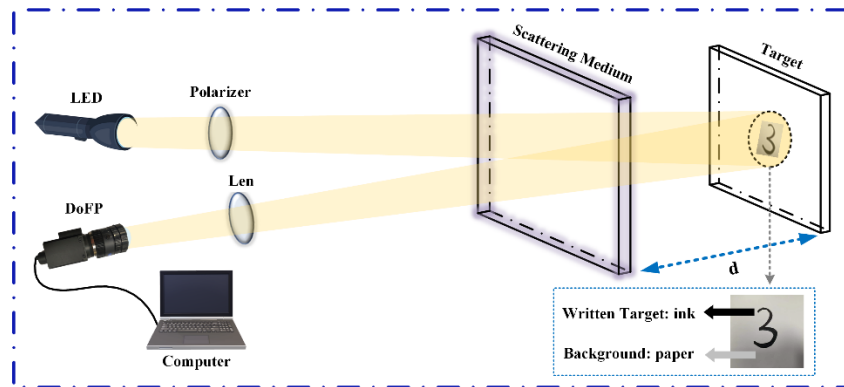 LED
Polarizer
Scattering Medium
Target
3
DoFP
Len
Computer
d
Written Target: ink
Background: paper
3